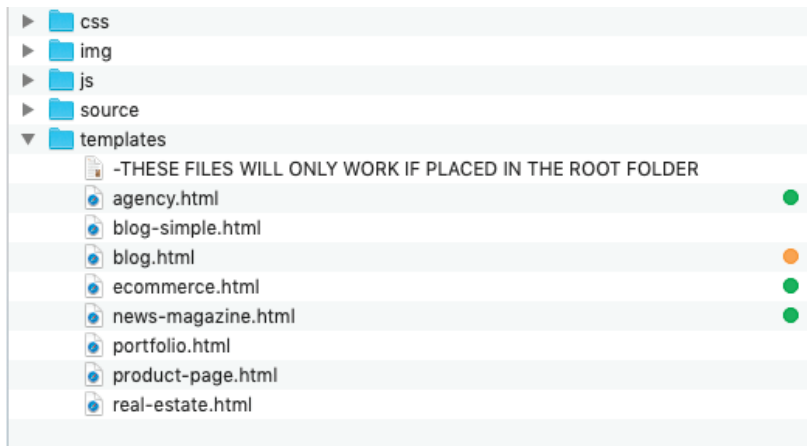 css
img
js
source
templates
-THESE FILES WILL ONLY WORK IF PLACED IN THE ROOT FOLDER
agency.html
blog-simple.html
blog.html
ecommerce.html
news-magazine.html
portfolio.html
product-page.html
real-estate.html